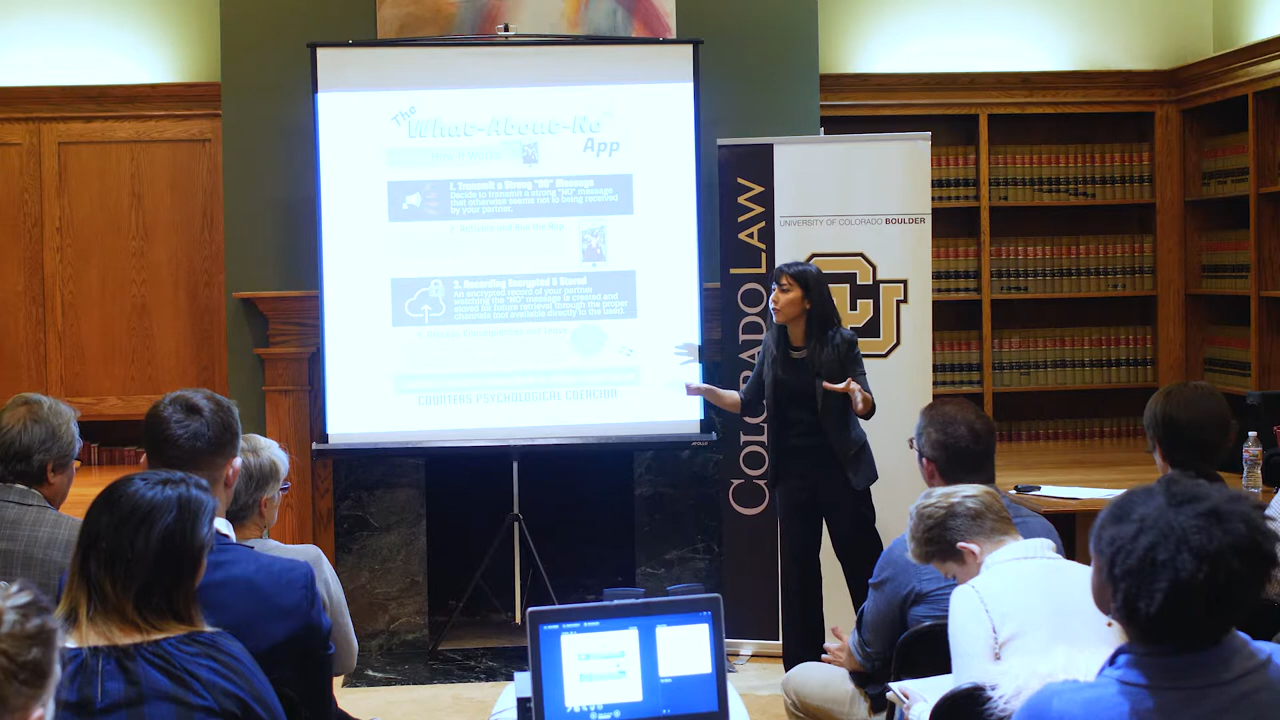 The
What-About-No
App
How It Works
1. Transmit a Strong "NO" Message
Decide to transmit a strong "NO" message
that otherwise seems not to being received
by your partner.
2. Activate and Run the App
3. Recording Encrypted & Stored
An encrypted record of your partner
watching the "NO" message is created and
stored for future retrieval through the proper
channels (not available directly to the user).
COUNTERS PSYCHOLOGICAL COERCION
APOLLO
COLORADO LAW
UNIVERSITY OF COLORADO BOULDER
CU